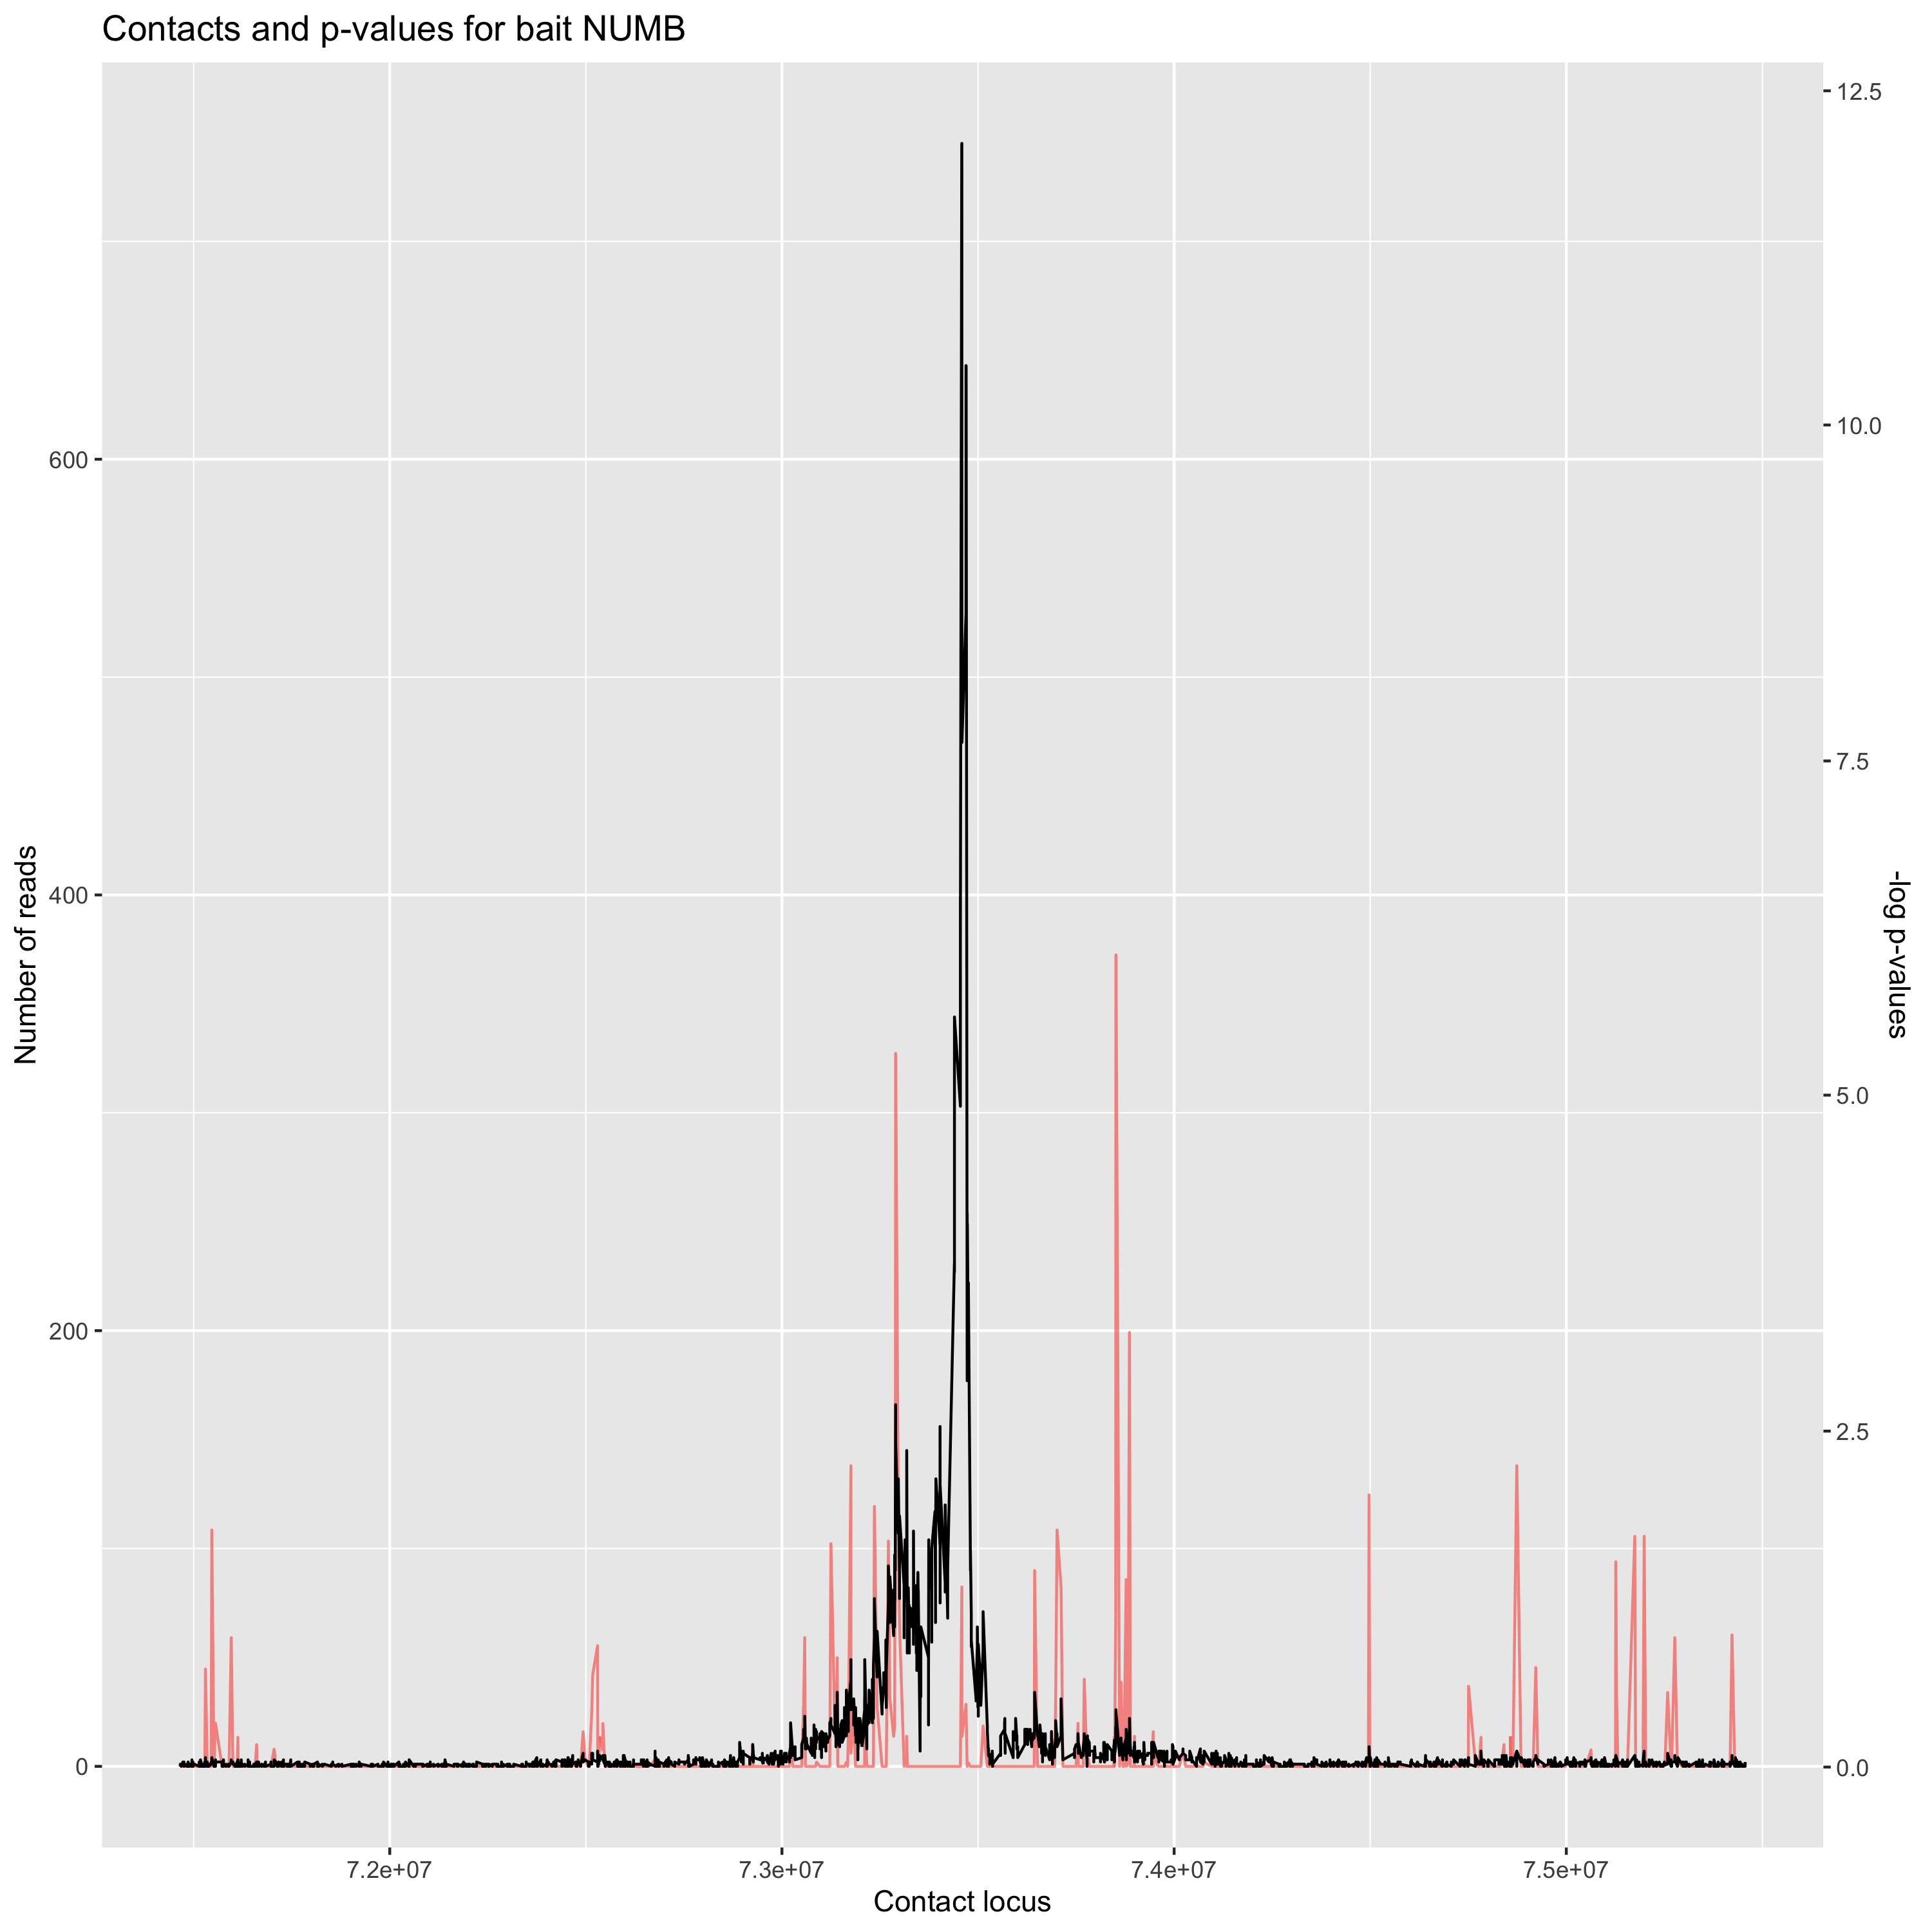 Contacts and p-values for bait NUMB
12.5
10.0
600
7.5
Number of reads
400
-log p-values
5.0
200
2.5
0
0.0
7.2e+07
7.3e+07
7.4e+07
7.5e+07
Contact locus